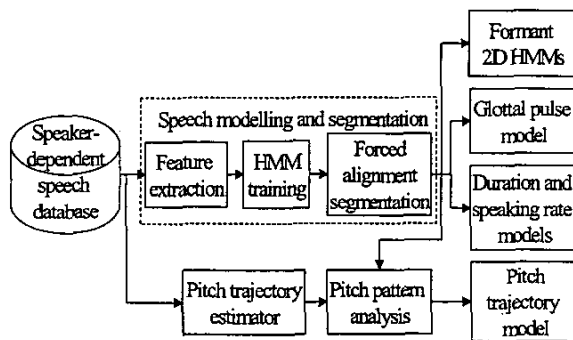 Formant
2D HMMs
Speech modelling and segmentation
Glottal pulse
model
Speaker-
dependent
speech
database
Feature
extraction
HMM
training
Forced
alignment
segmentation
Duration and
speaking rate
models
Pitch trajectory
estimator
Pitch pattern
analysis
Pitch
trajectory
model